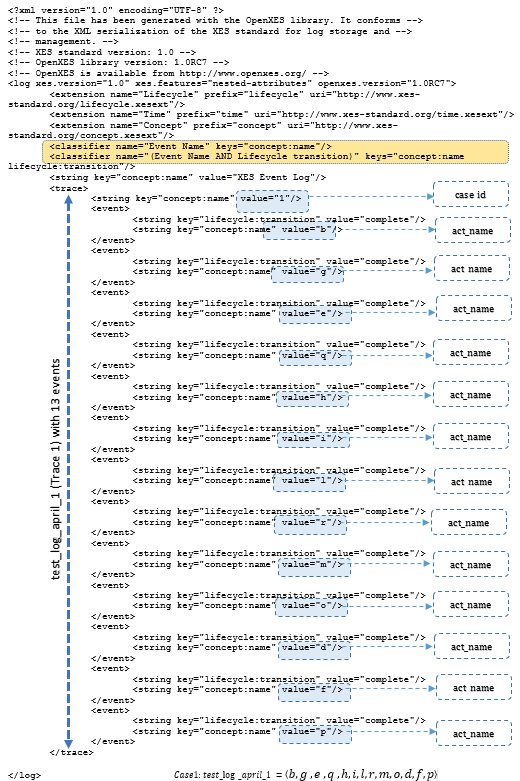 <?xml version="1.0" encoding="UTF-8" ?>
<!-- This file has been generated with the OpenXES library. It conforms -->
<!-- to the XML serialization of the XES standard for log storage and -->
<!-- management. -->
<!-- XES standard version: 1.0 -->
<!-- OpenXES library version: 1.0RC7 -->
<!-- OpenXES is available from http://www.openxes.org/ -->
<log xes.version="1.0" xes.features="nested-attributes" openxes.version="1.0RC7">
<extension name="Lifecycle" prefix="lifecycle" uri="http://www.xes-
standard.org/lifecycle.xesext"/>
<extension name="Time" prefix="time" uri="http://www.xes-standard.org/time.xesext"/>
<extension name="Concept" prefix="concept" uri="http://www.xes-
standard.org/concept.xesext"/>
<classifier name="Event Name" keys="concept:name"/>
<classifier name="(Event Name AND Lifecycle transition)" keys="concept:name
lifecycle:transition"/>
<string key="concept:name" value="XES Event Log"/>
<trace>
<string key="concept:name" value="1"/> case id
<event>
<string key="lifecycle:transition" value="complete"/>
<string key="concept:name" value="b"/> act_name
</event>
<event>
<string key="lifecycle:transition" value="complete"/>
<string key="concept:name" value="g"/> act name
</event>
<event>
<string key="lifecycle:transition" value="complete"/>
<string key="concept:name" value="e"/> act_name
</event>
<event>
<string key="lifecycle:transition" value="complete"/>
<string key="concept:name" value="q"/> act_name
</event>
<event>
<string key="lifecycle:transition" value="complete"/>
<string key="concept:name" value="h"/> act_name
</event>
<event>
<string key="lifecycle:transition" value="complete"/>
<string key="concept:name" value="i"/> act_name
</event>
<event>
<string key="lifecycle:transition" value="complete"/>
<string key="concept:name" value="l"/> act name
</event>
<event>
<string key="lifecycle:transition" value="complete"/>
<string key="concept:name" value="r"/> act_name
</event>
<event>
<string key="lifecycle:transition" value="complete"/>
<string key="concept:name" value="m"/> act_name
</event>
<event>
<string key="lifecycle:transition" value="complete"/>
<string key="concept:name" value="o"/> act_name
</event>
<event>
<string key="lifecycle:transition" value="complete"/>
<string key="concept:name" value="d"/> act_name
</event>
<event>
<string key="lifecycle:transition" value="complete"/>
<string key="concept:name" value="f"/> act name
</event>
<event>
<string key="lifecycle:transition" value="complete"/>
<string key="concept:name" value="p"/> act_name
</event>
</trace>
test_log_april_1 (Trace 1) with 13 events
</log>
Case1: test_log _april_1 = ⟨b, g , e , q, h, i, l, r, m, o, d, f, p⟩